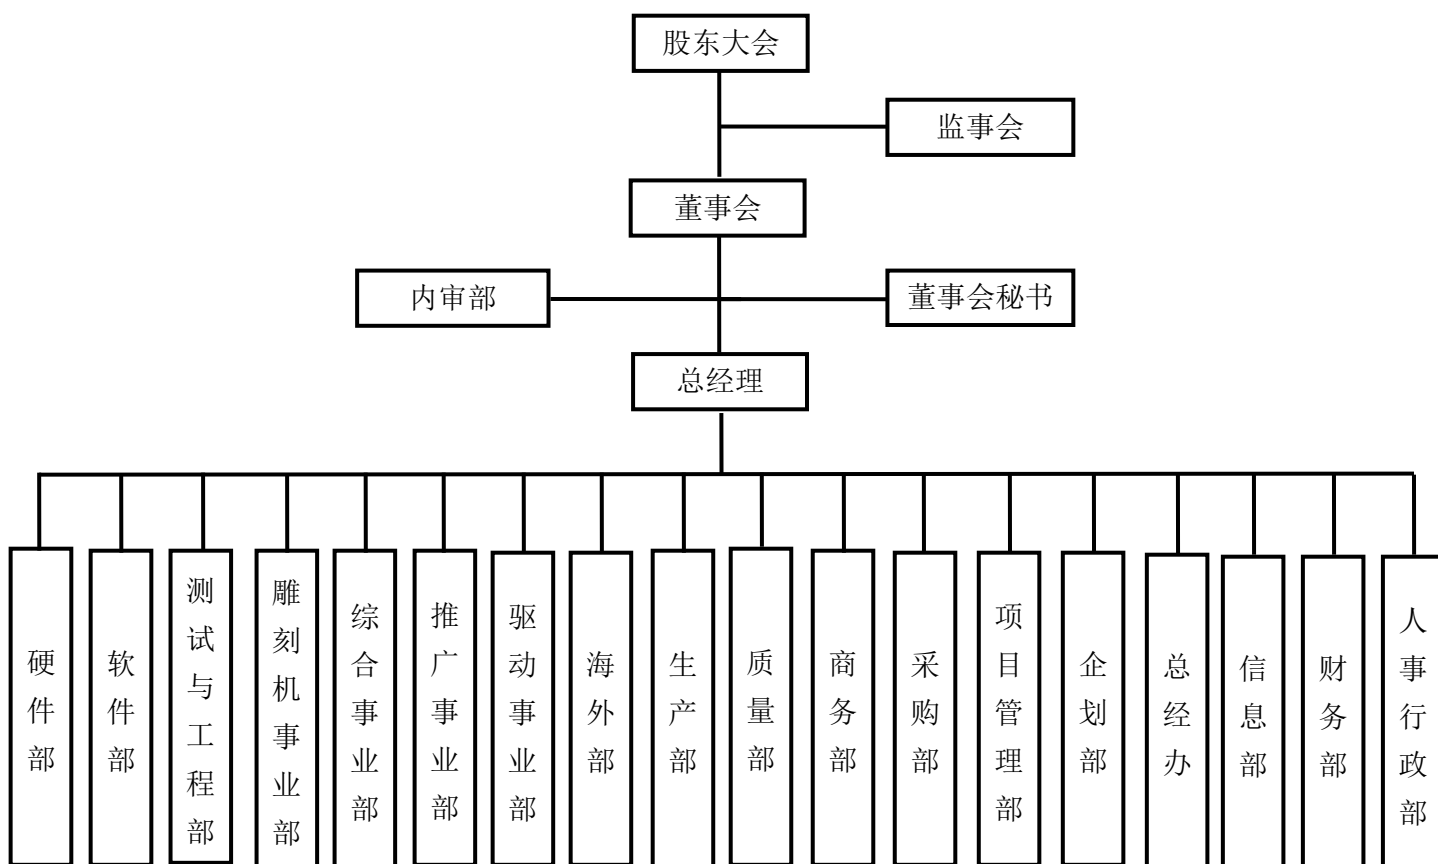 股东大会
监事会
董事会
内审部
董事会秘书
总经理
硬件部
软件部
测试与工程部
雕刻机事业部
综合事业部
推广事业部
驱动事业部
海外部
生产部
质量部
商务部
采购部
项目管理部
企划部
总经办
信息部
财务部
人事行政部